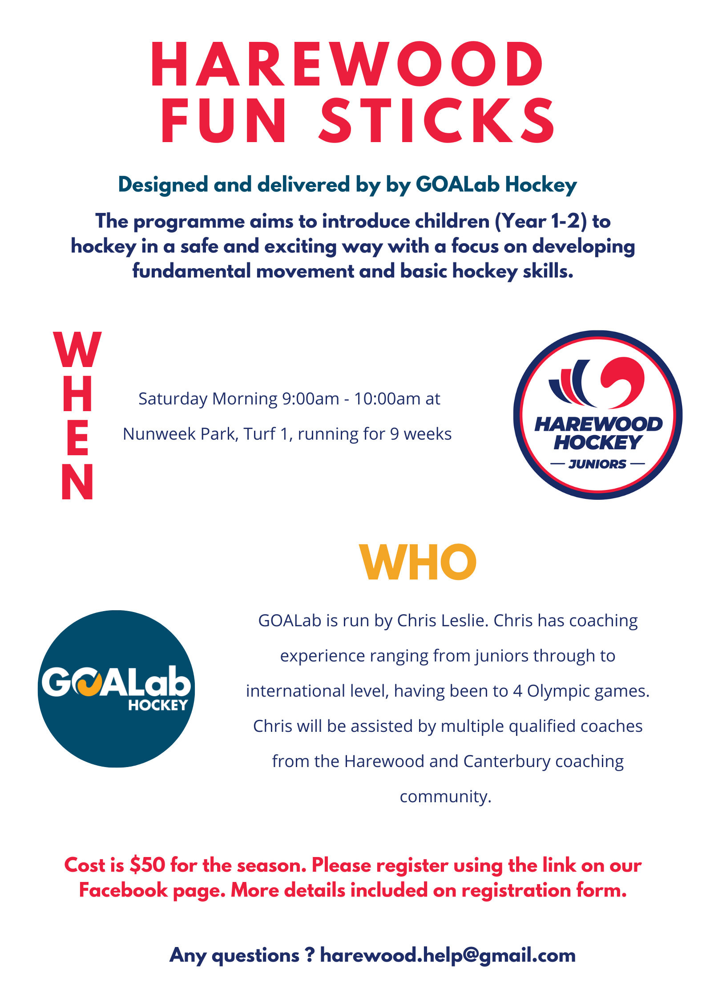 HAREWOOD
FUN STICKS
Designed and delivered by by GOALab Hockey
The programme aims to introduce children (Year 1-2) to
hockey in a safe and exciting way with a focus on developing
fundamental movement and basic hockey skills.
WHEN
Saturday Morning 9:00am - 10:00am at
Nunweek Park, Turf 1, running for 9 weeks
HAREWOOD
HOCKEY
JUNIORS
WHO
GOALab is run by Chris Leslie. Chris has coaching
experience ranging from juniors through to
international level, having been to 4 Olympic games.
Chris will be assisted by multiple qualified coaches
from the Harewood and Canterbury coaching
community.
GOALab
HOCKEY
Cost is $50 for the season. Please register using the link on our
Facebook page. More details included on registration form.
Any questions ? harewood.help@gmail.com